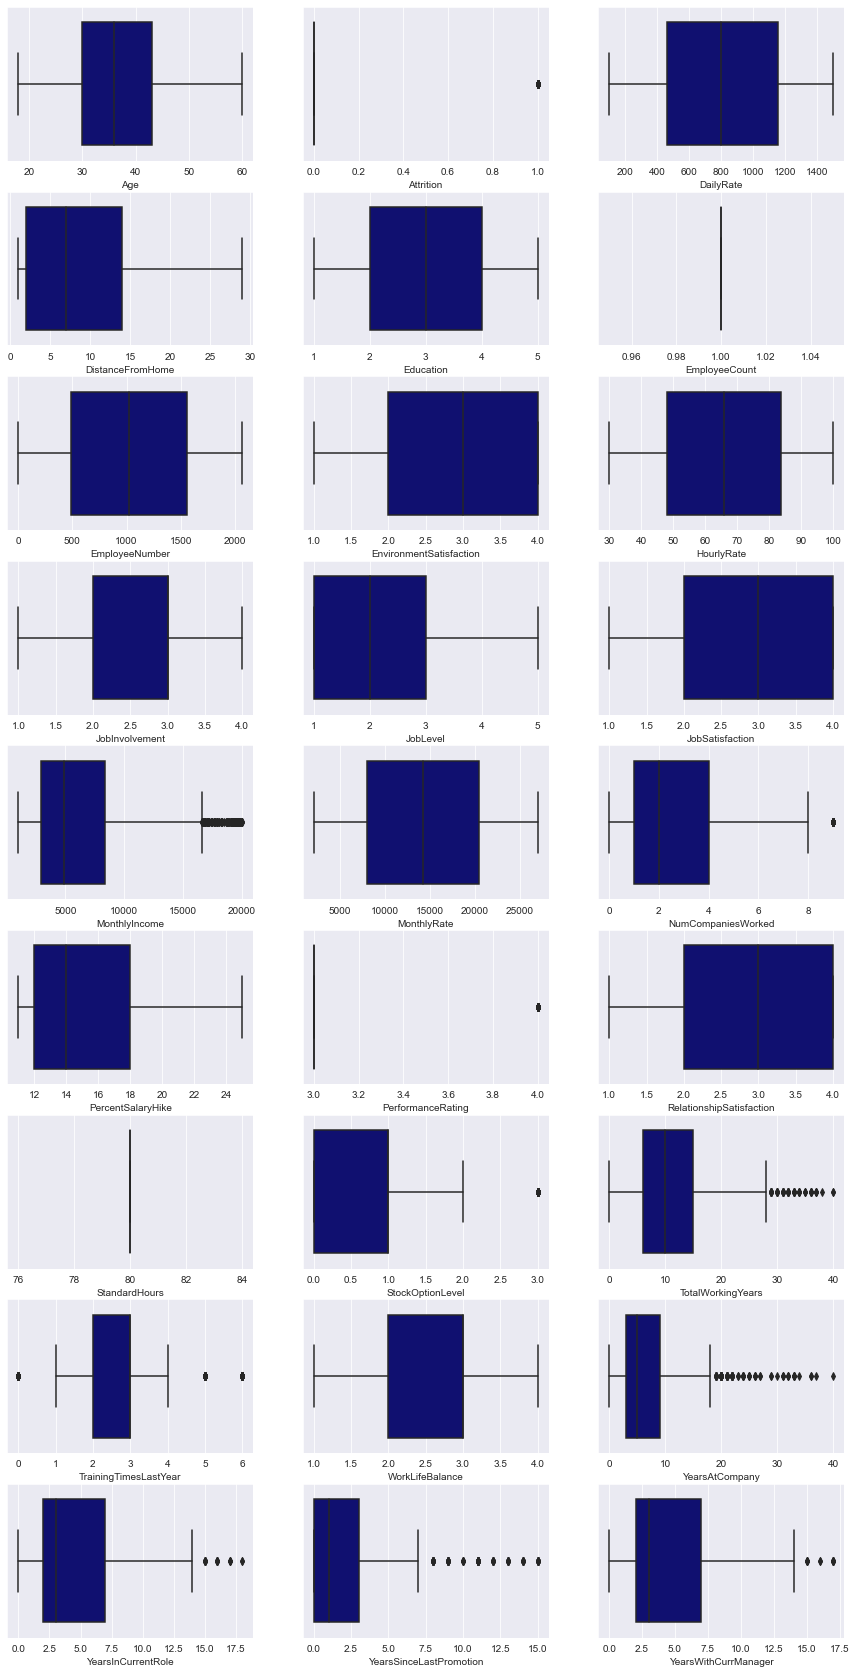 20 30 40 50 60
Age
0.0 0.2 0.4 0.6 0.8 1.0
Attrition
200 400 600 800 1000 1200 1400
DailyRate
0 5 10 15 20 25 30
DistanceFromHome
1 2 3 4 5
Education
0.96 0.98 1.00 1.02 1.04
EmployeeCount
0 500 1000 1500 2000
EmployeeNumber
1.0 1.5 2.0 2.5 3.0 3.5 4.0
EnvironmentSatisfaction
30 40 50 60 70 80 90 100
HourlyRate
1.0 1.5 2.0 2.5 3.0 3.5 4.0
JobInvolvement
1 2 3 4 5
JobLevel
1.0 1.5 2.0 2.5 3.0 3.5 4.0
JobSatisfaction
5000 10000 15000 20000
MonthlyIncome
5000 10000 15000 20000 25000
MonthlyRate
0 2 4 6 8
NumCompaniesWorked
12 14 16 18 20 22 24
PercentSalaryHike
3.0 3.2 3.4 3.6 3.8 4.0
PerformanceRating
1.0 1.5 2.0 2.5 3.0 3.5 4.0
RelationshipSatisfaction
76 78 80 82 84
StandardHours
0.0 0.5 1.0 1.5 2.0 2.5 3.0
StockOptionLevel
0 10 20 30 40
TotalWorkingYears
0 1 2 3 4 5 6
TrainingTimesLastYear
1.0 1.5 2.0 2.5 3.0 3.5 4.0
WorkLifeBalance
0 10 20 30 40
YearsAtCompany
0.0 2.5 5.0 7.5 10.0 12.5 15.0 17.5
YearsInCurrentRole
0.0 2.5 5.0 7.5 10.0 12.5 15.0
YearsSinceLastPromotion
0.0 2.5 5.0 7.5 10.0 12.5 15.0 17.5
YearsWithCurrManager